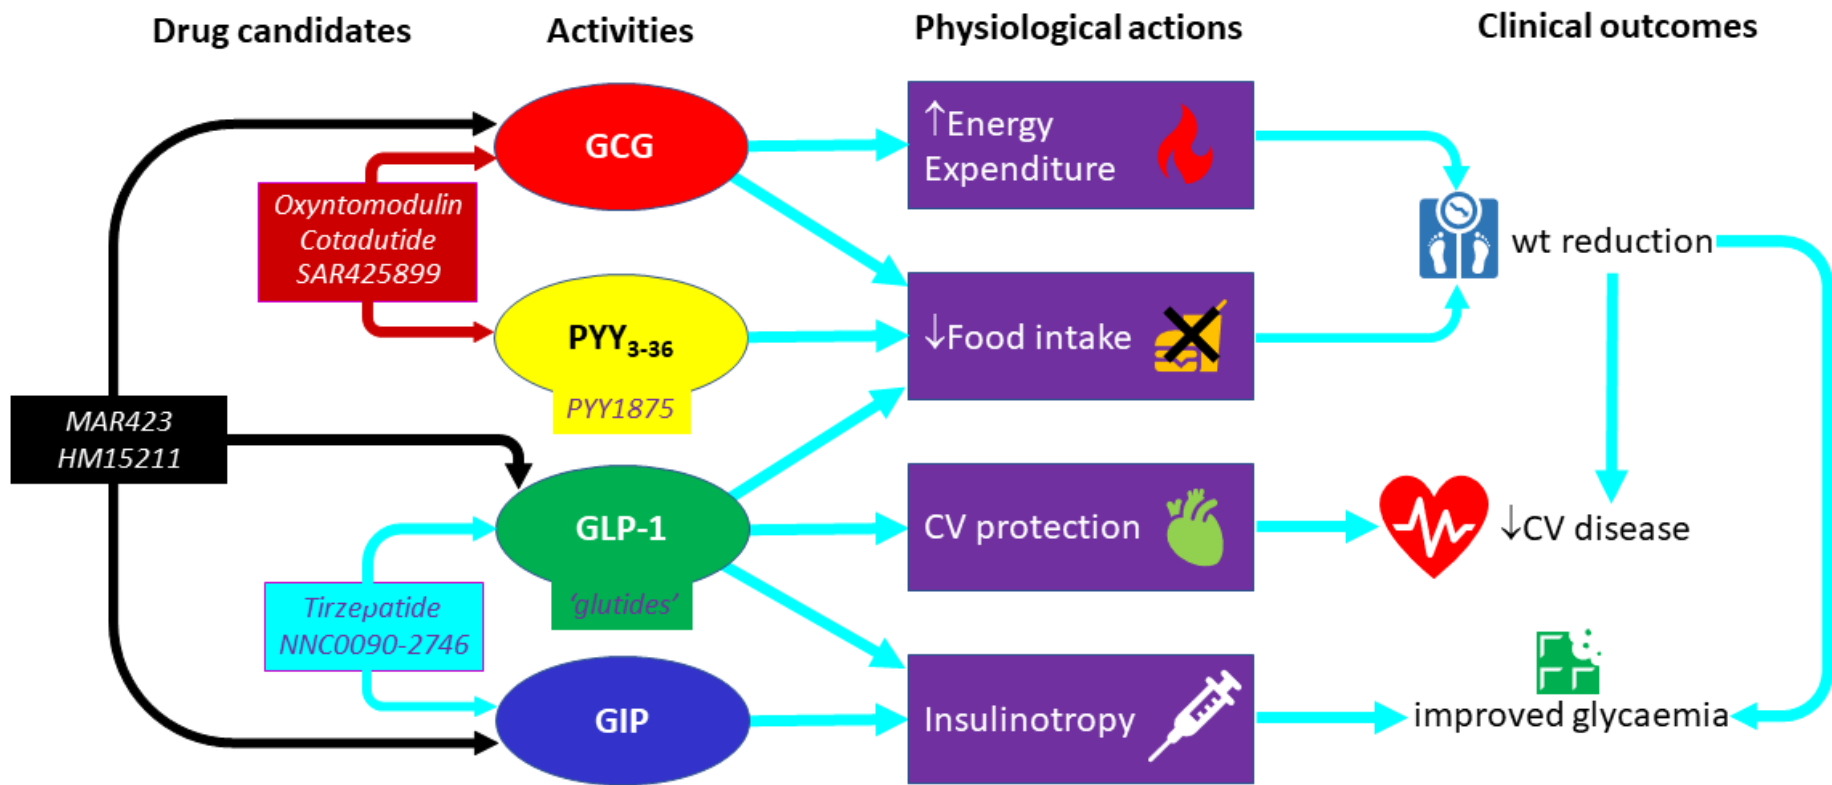 Drug candidates
Activities
Physiological actions
Clinical outcomes
GCG
↑Energy
Expenditure
Oxyntomodulin
Cotadutide
SAR425899
wt reduction
PYY3-36
PYY1875
↓Food intake
MAR423
HM15211
GLP-1
'glutides'
CV protection
↓CV disease
Tirzepatide
NNC0090-2746
GIP
Insulinotropy
improved glycaemia